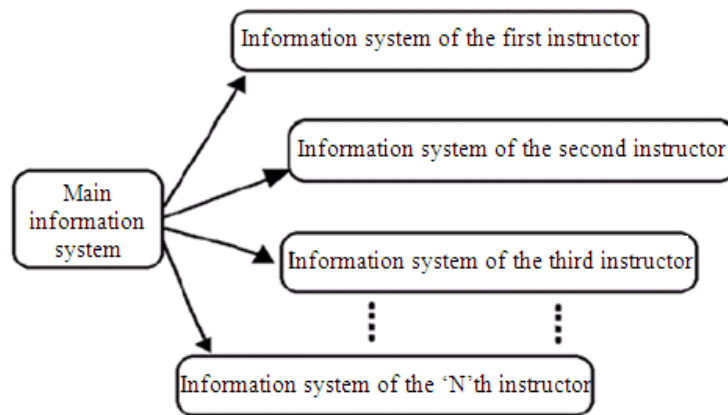 Information system of the first instructor
Information system of the second instructor
Main
information
system
Information system of the third instructor
Information system of the ‘N’th instructor